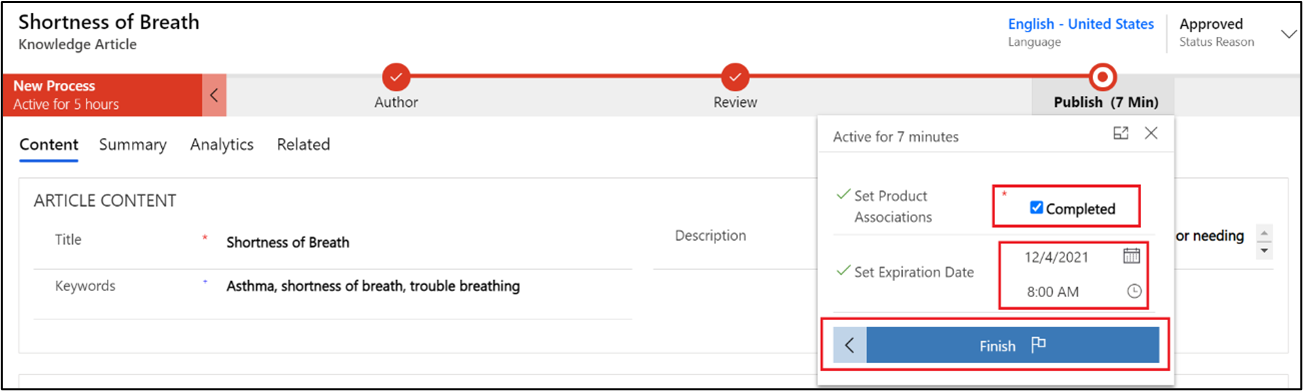 Shortness of Breath
Knowledge Article
English - United States
Language
Approved
Status Reason
New Process
Active for 5 hours
Author
Review
Publish (7 Min)
Content Summary Analytics Related
Active for 7 minutes
ARTICLE CONTENT
Title * Shortness of Breath
Description
or needing
Keywords + Asthma, shortness of breath, trouble breathing
Set Product
Associations
* Completed
Set Expiration Date
12/4/2021
8:00 AM
Finish